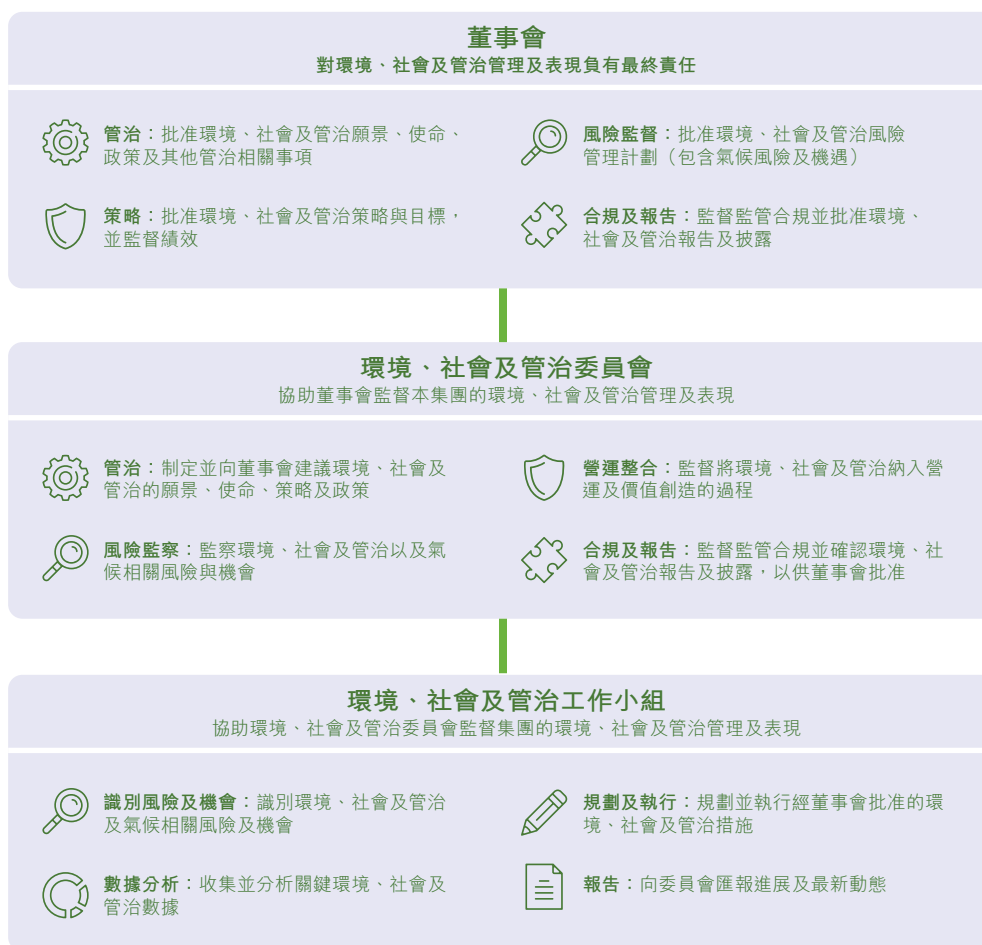 董事會
對環境、社會及管治管理及表現負有最終責任
管治：批准環境、社會及管治願景、使命、
政策及其他管治相關事項
風險監督：批准環境、社會及管治風險
管理計劃（包含氣候風險及機遇）
策略：批准環境、社會及管治策略與目標，
並監督績效
合規及報告：監督監管合規並批准環境、
社會及管治報告及披露
環境、社會及管治委員會
協助董事會監督本集團的環境、社會及管治管理及表現
管治：制定並向董事會建議環境、社會及
管治的願景、使命、策略及政策
營運整合：監督將環境、社會及管治納入營
運及價值創造的過程
風險監察：監察環境、社會及管治以及氣
候相關風險與機會
合規及報告：監督監管合規並確認環境、社
會及管治報告及披露，以供董事會批准
環境、社會及管治工作小組
協助環境、社會及管治委員會監督集團的環境、社會及管治管理及表現
識別風險及機會：識別環境、社會及管治
及氣候相關風險及機會
規劃及執行：規劃並執行經董事會批准的環
境、社會及管治措施
數據分析：收集並分析關鍵環境、社會及
管治數據
報告：向委員會匯報進展及最新動態